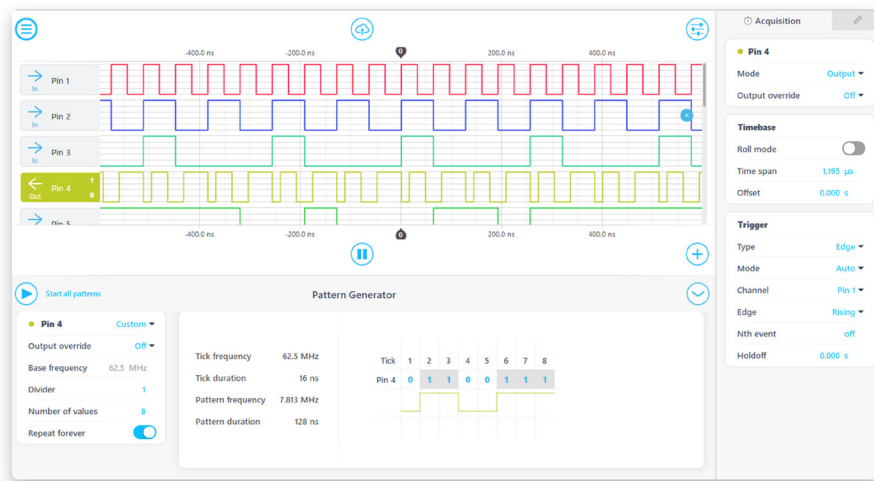 Acquisition
-400.0 ns -200.0 ns 0 200.0 ns 400.0 ns
Pin 1
In
Pin 2
In
Pin 3
In
Pin 4 1
Out 0
Pin 5
-400.0 ns -200.0 ns 0 200.0 ns 400.0 ns
Pin 4
Mode Output
Output override Off
Timebase
Roll mode
Time span 1.195 µs
Offset 0.000 s
Trigger
Type Edge
Mode Auto
Channel Pin 1
Edge Rising
Nth event off
Holdoff 0.000 s
Start all patterns
Pattern Generator
Pin 4 Custom
Output override Off
Base frequency 62.5 MHz
Divider 1
Number of values 8
Repeat forever
Tick frequency 62.5 MHz
Tick duration 16 ns
Pattern frequency 7.813 MHz
Pattern duration 128 ns
Tick 1 2 3 4 5 6 7 8
Pin 4 0 1 1 0 0 1 1 1